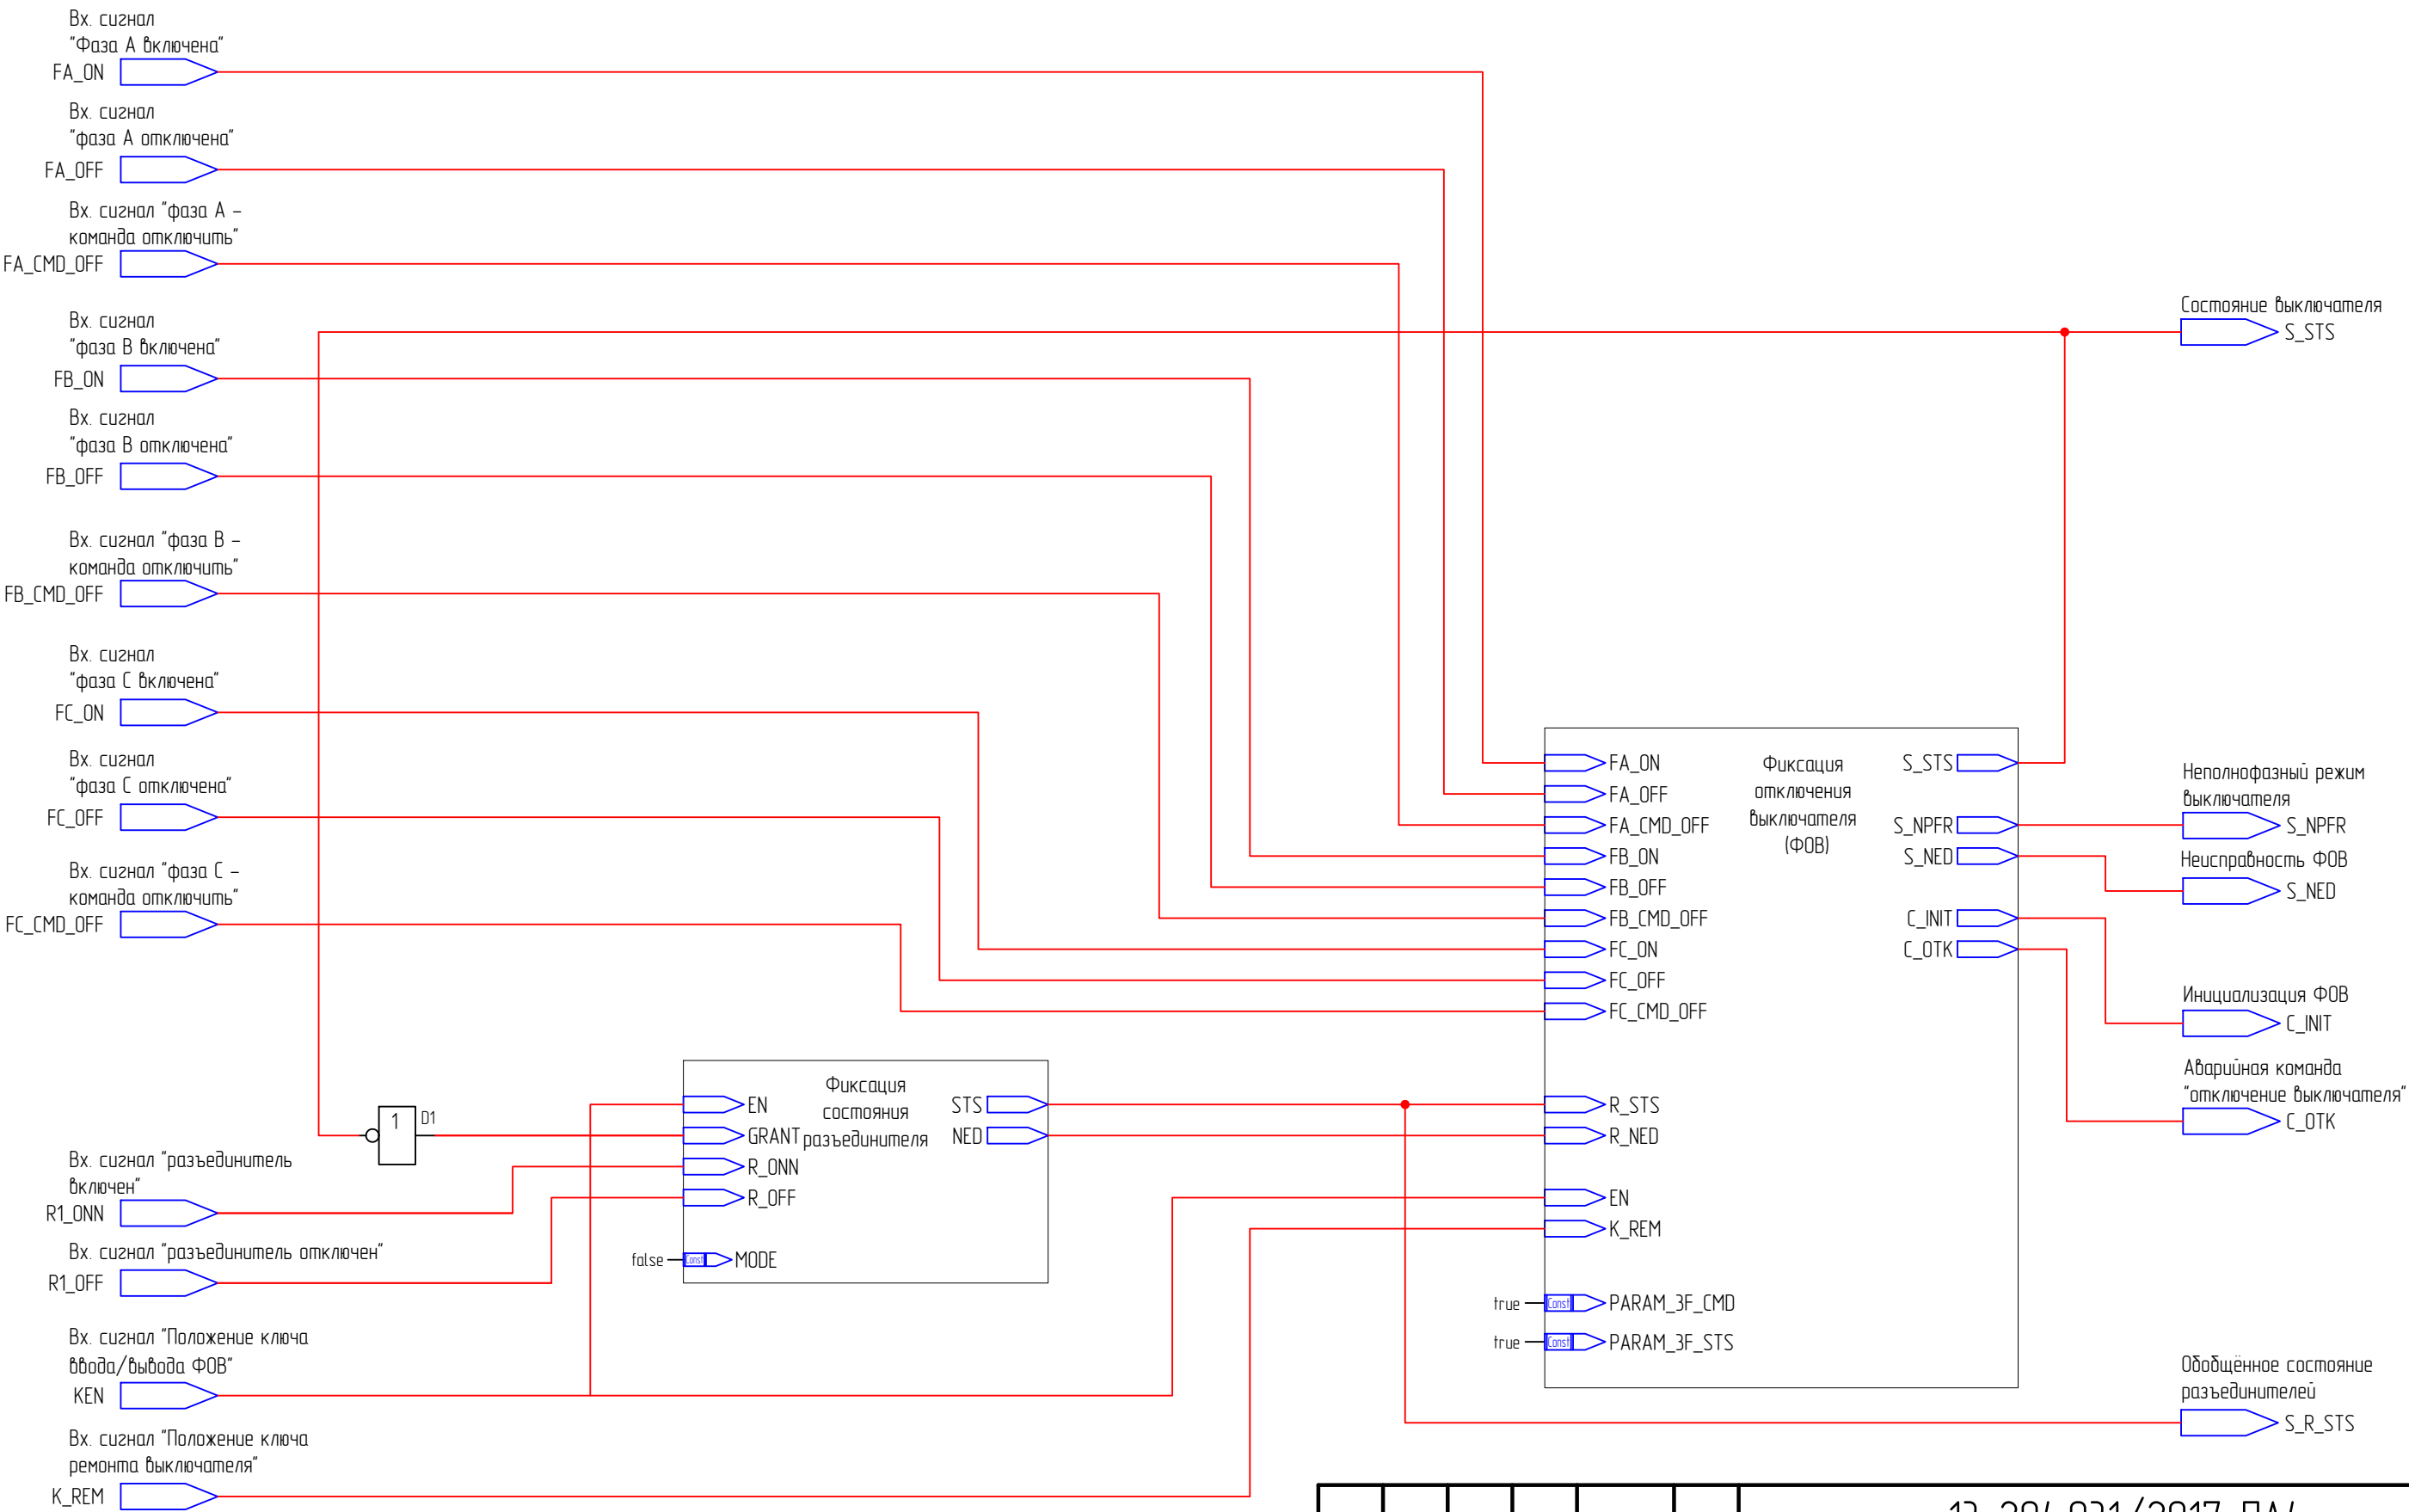 Вх. сигнал
"Фаза А включена"
FA_ON
Вх. сигнал
"фаза А отключена"
FA_OFF
Вх. сигнал "фаза А –
команда отключить"
FA_CMD_OFF
Вх. сигнал
"фаза В включена"
FB_ON
Вх. сигнал
"фаза В отключена"
FB_OFF
Вх. сигнал "фаза В –
команда отключить"
FB_CMD_OFF
Вх. сигнал
"фаза С включена"
FC_ON
Вх. сигнал
"фаза С отключена"
FC_OFF
Вх. сигнал "фаза С –
команда отключить"
FC_CMD_OFF
1
D1
Вх. сигнал "разъединитель
включен"
R1_ONN
Вх. сигнал "разъединитель отключен"
R1_OFF
Вх. сигнал "Положение ключа
ввода/вывода ФОВ"
KEN
Вх. сигнал "Положение ключа
ремонта выключателя"
K_REM
Фиксация
состояния
разъединителя
EN
GRANT
R_ONN
R_OFF
false
Const
MODE
STS
NED
Фиксация
отключения
выключателя
(ФОВ)
FA_ON
FA_OFF
FA_CMD_OFF
FB_ON
FB_OFF
FB_CMD_OFF
FC_ON
FC_OFF
FC_CMD_OFF
R_STS
R_NED
EN
K_REM
true
Const
PARAM_3F_CMD
true
Const
PARAM_3F_STS
S_STS
S_NPFR
S_NED
C_INIT
C_OTK
Состояние выключателя
S_STS
Неполнофазный режим
выключателя
S_NPFR
Неисправность ФОВ
S_NED
Инициализация ФОВ
C_INIT
Аварийная команда
"отключение выключателя"
C_OTK
Обобщённое состояние
разъединителей
S_R_STS